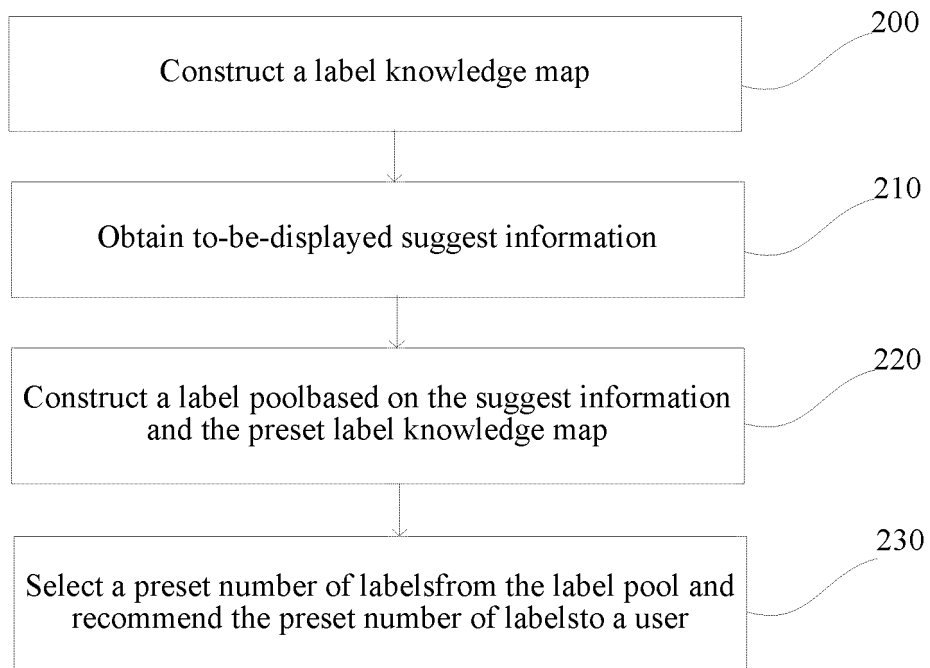 200
Construct a label knowledge map
210
Obtain to-be-displayed suggest information
220
Construct a label poolbased on the suggest information
and the preset label knowledge map
230
Select a preset number of labelsfrom the label pool and
recommend the preset number of labelsto a user